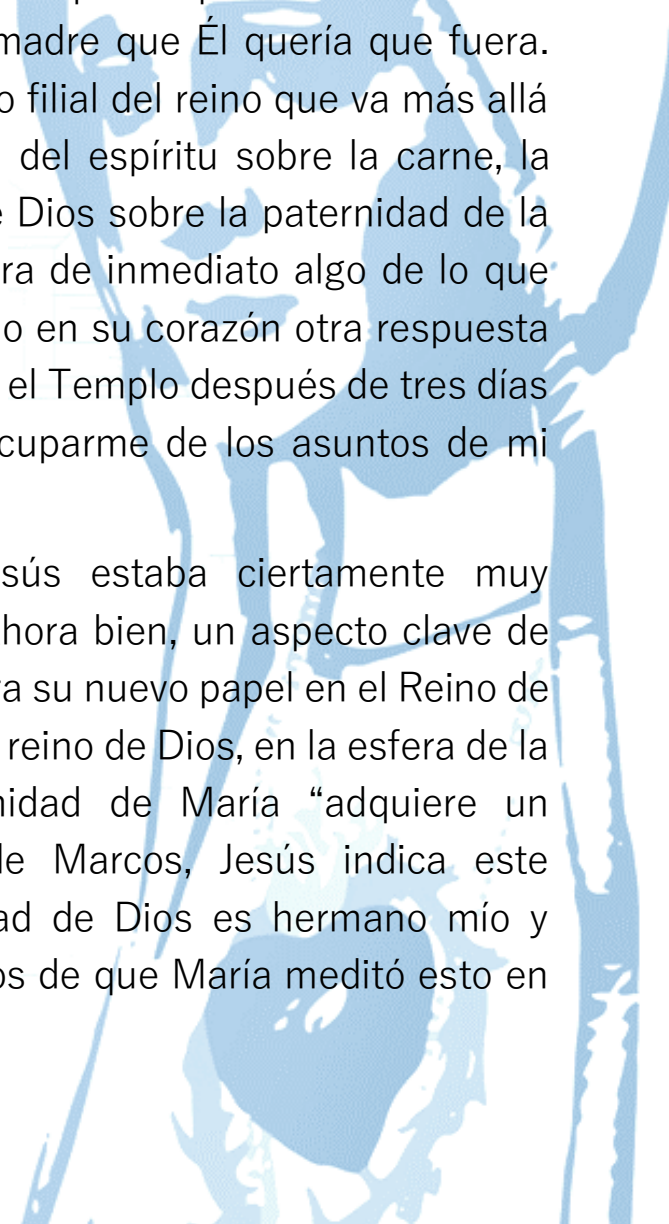 madre que Él quería que fuera.
filial del reino que va más allá
del espíritu sobre la carne, la
Dios sobre la paternidad de la
ra de inmediato algo de lo que
o en su corazón otra respuesta
el Templo después de tres días
cuparme de los asuntos de mi
sús estaba ciertamente muy
hora bien, un aspecto clave de
a su nuevo papel en el Reino de
reino de Dios, en la esfera de la
nidad de María “adquiere un
de Marcos, Jesús indica este
ad de Dios es hermano mío y
os de que María meditó esto en